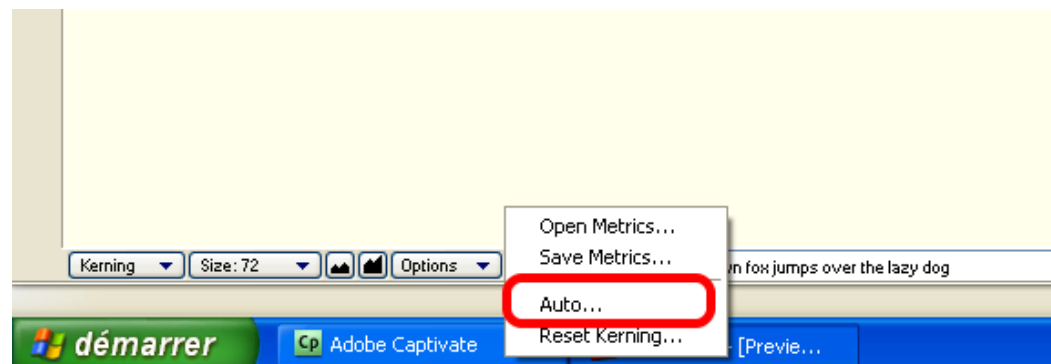 Open Metrics...
Save Metrics...
Auto...
Reset Kerning...
Kerning Size: 72 Options fox jumps over the lazy dog
démarrer Cp Adobe Captivate [Previe...